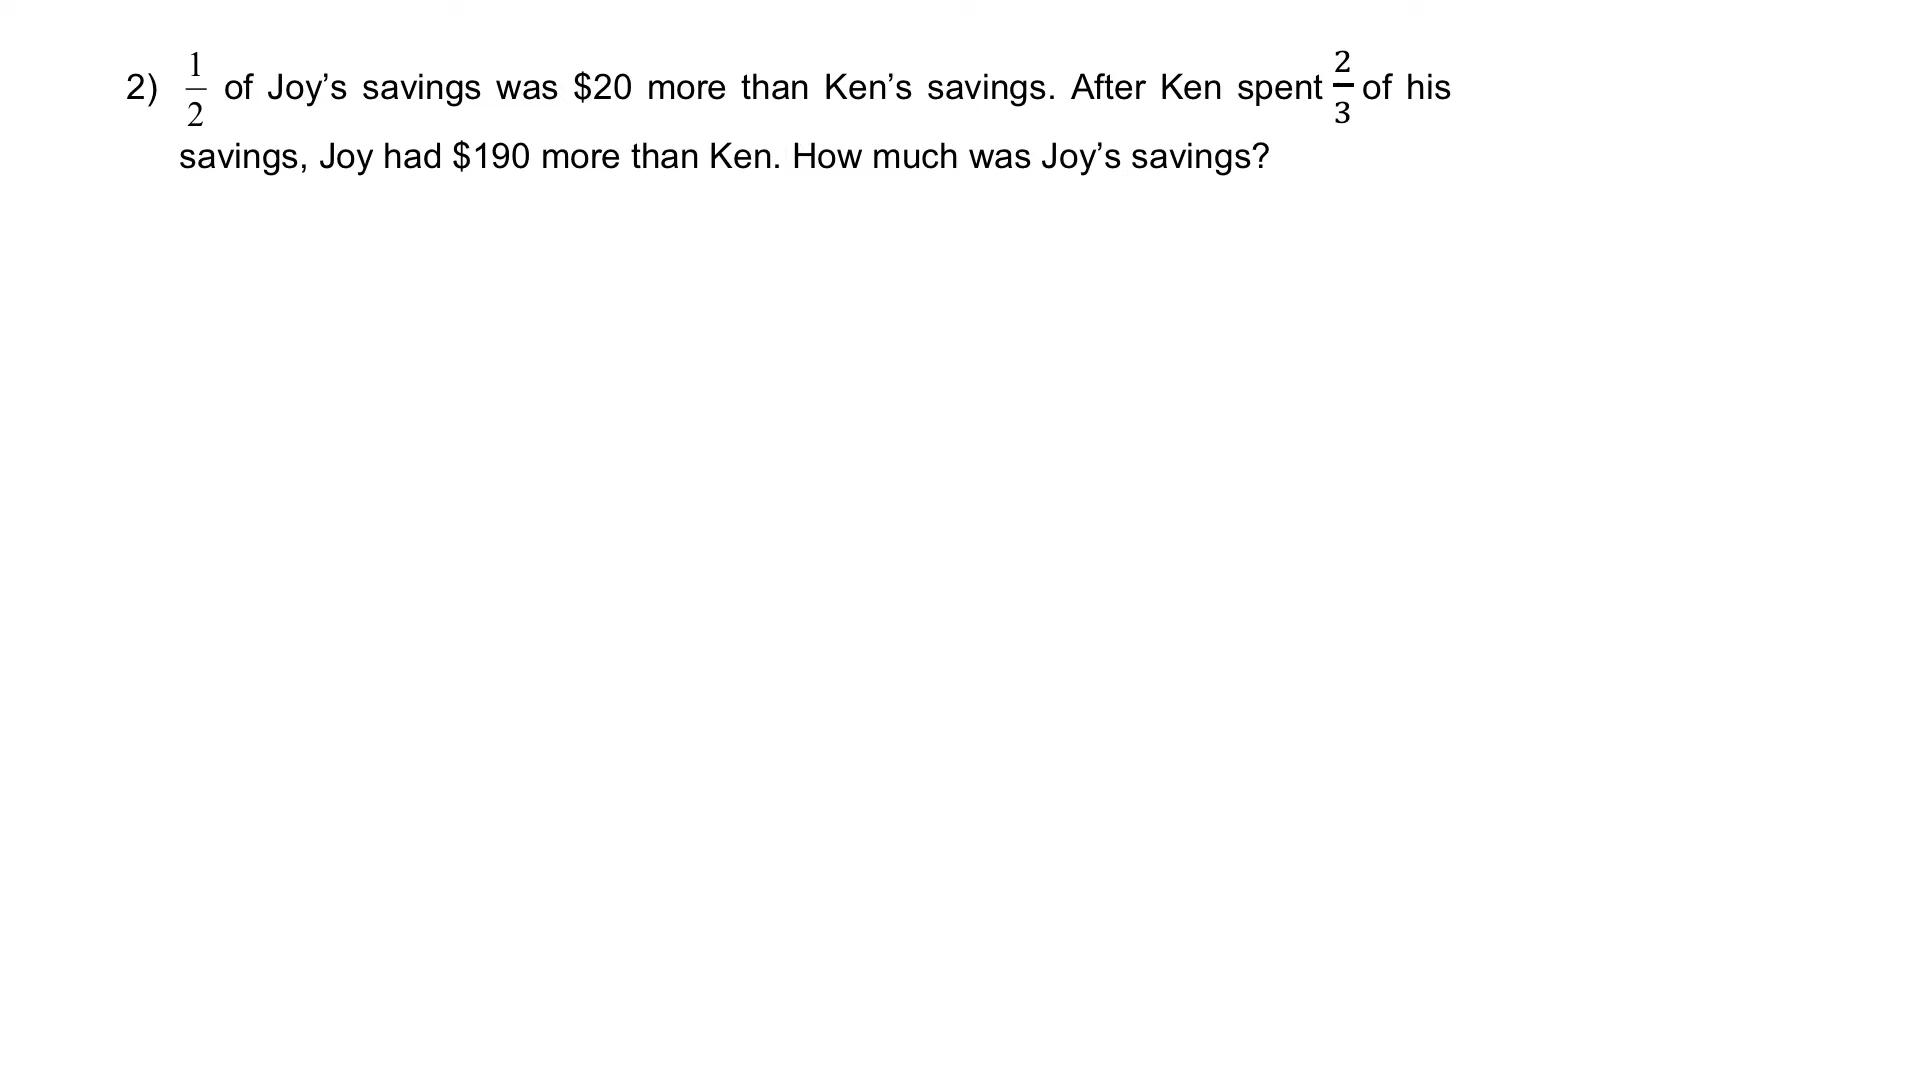 2) 1/2 of Joy’s savings was $20 more than Ken’s savings. After Ken spent 2/3 of his
savings, Joy had $190 more than Ken. How much was Joy’s savings?